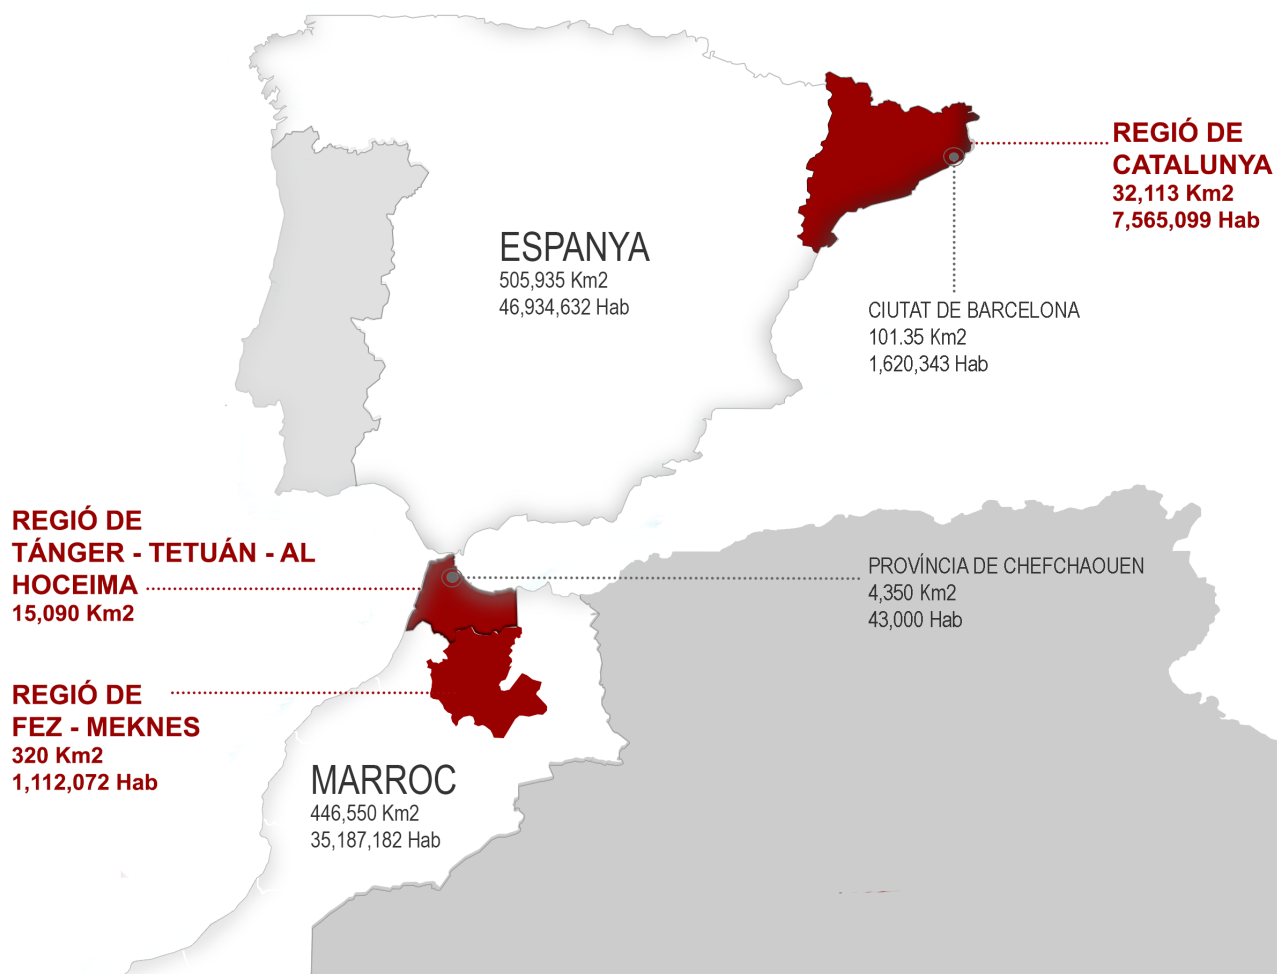 REGIÓ DE
CATALUNYA
32,113 Km2
7,565,099 Hab
ESPANYA
505,935 Km2
46,934,632 Hab
CIUTAT DE BARCELONA
101.35 Km2
1,620,343 Hab
REGIÓ DE
TÁNGER - TETUÁN - AL
HOCEIMA
15,090 Km2
PROVÍNCIA DE CHEFCHAOUEN
4,350 Km2
43,000 Hab
REGIÓ DE
FEZ - MEKNES
320 Km2
1,112,072 Hab
MARROC
446,550 Km2
35,187,182 Hab